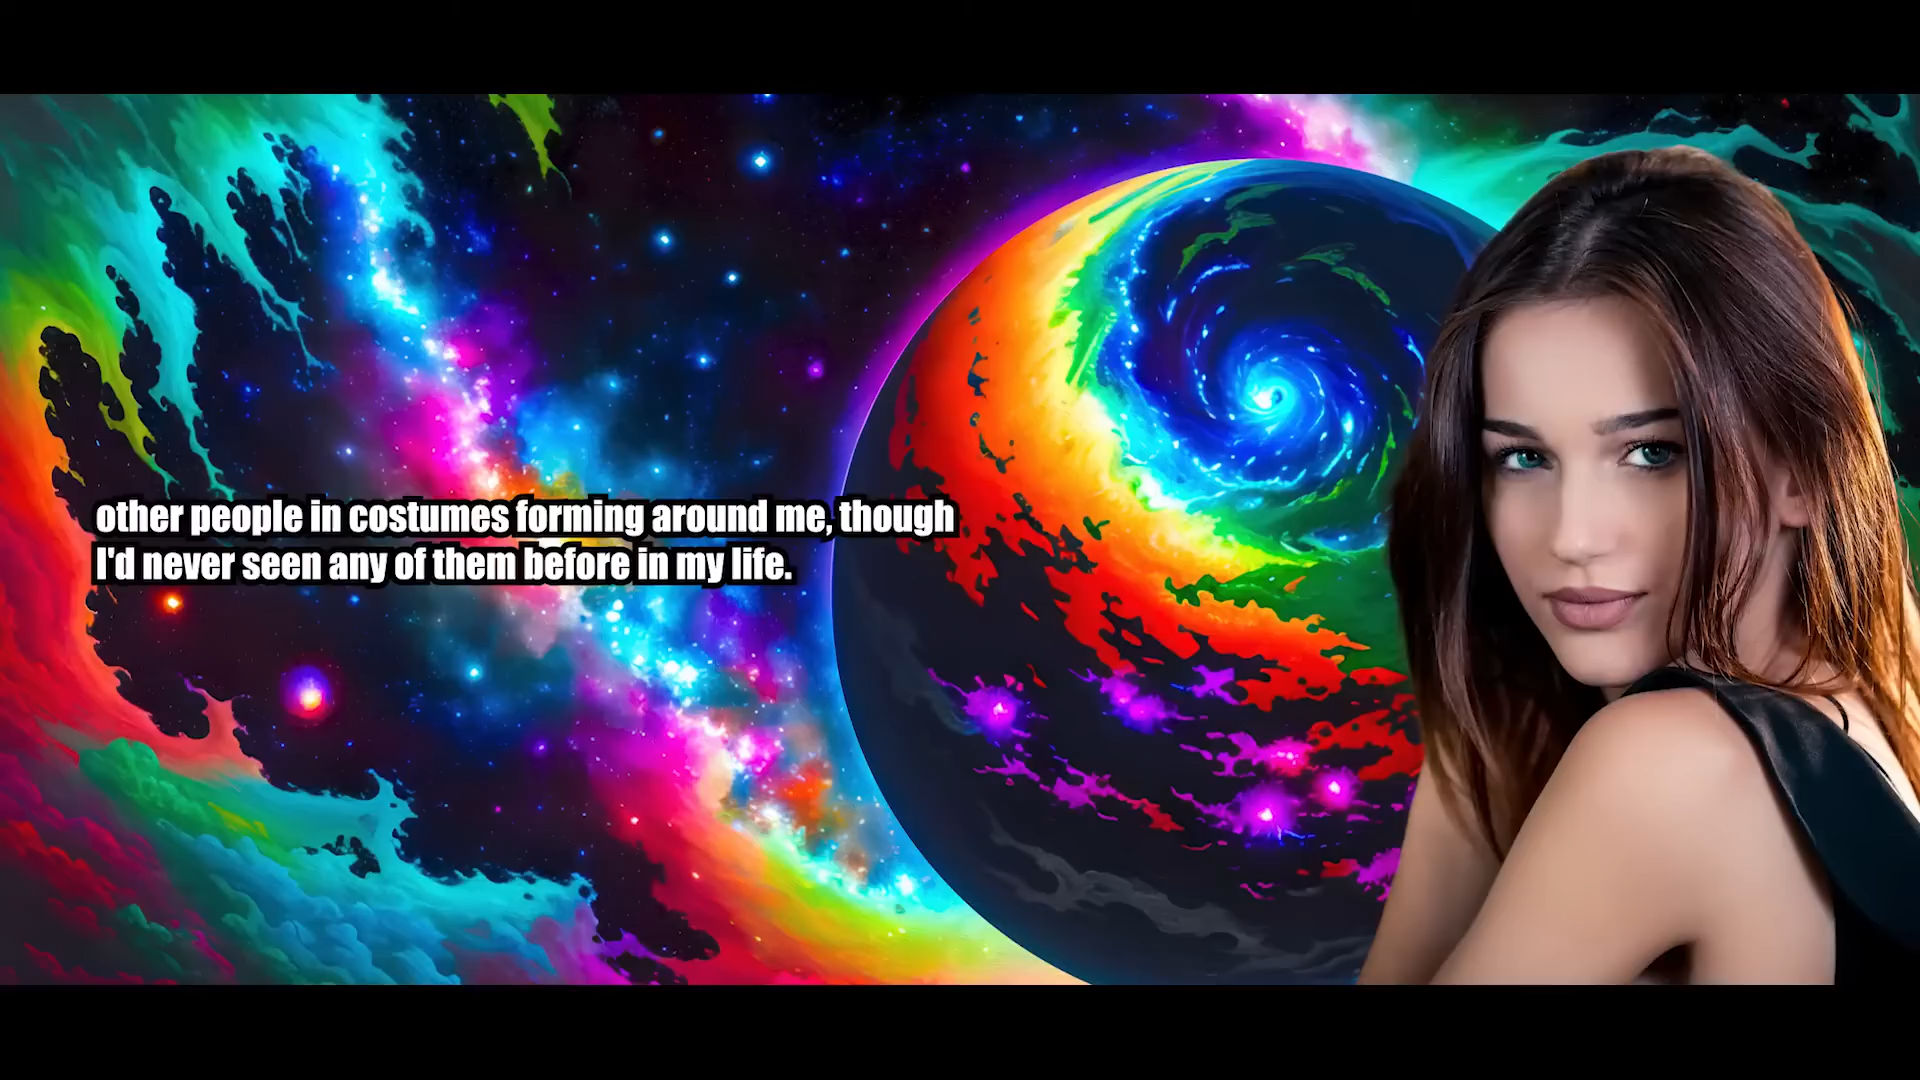 other people in costumes forming around me, though
I'd never seen any of them before in my life.